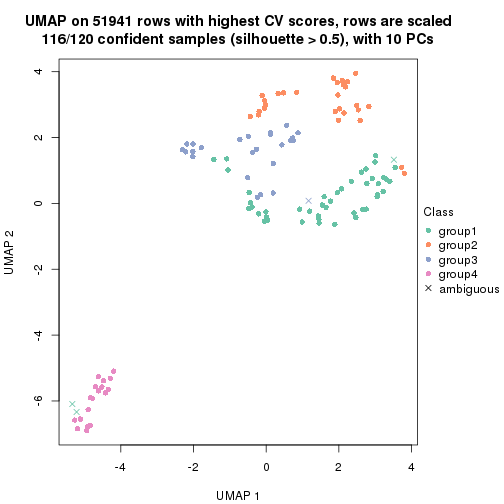 UMAP on 51941 rows with highest CV scores, rows are scaled
116/120 confident samples (silhouette > 0.5), with 10 PCs
4
2
0
-2
-4
-6
UMAP 2
-4
-2
0
2
4
UMAP 1
Class
group1
group2
group3
group4
ambiguous